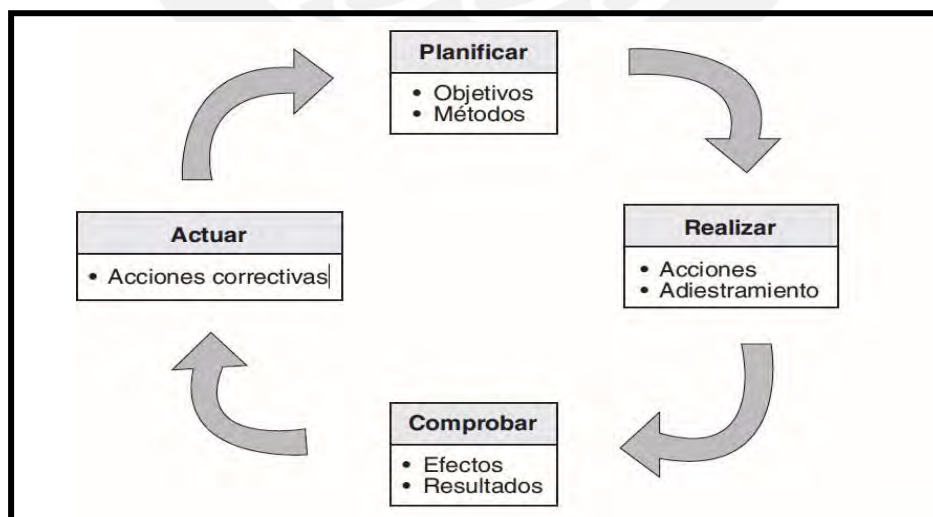 Planificar
• Objetivos
• Métodos
Realizar
• Acciones
• Adiestramiento
Comprobar
• Efectos
• Resultados
Actuar
• Acciones correctivas